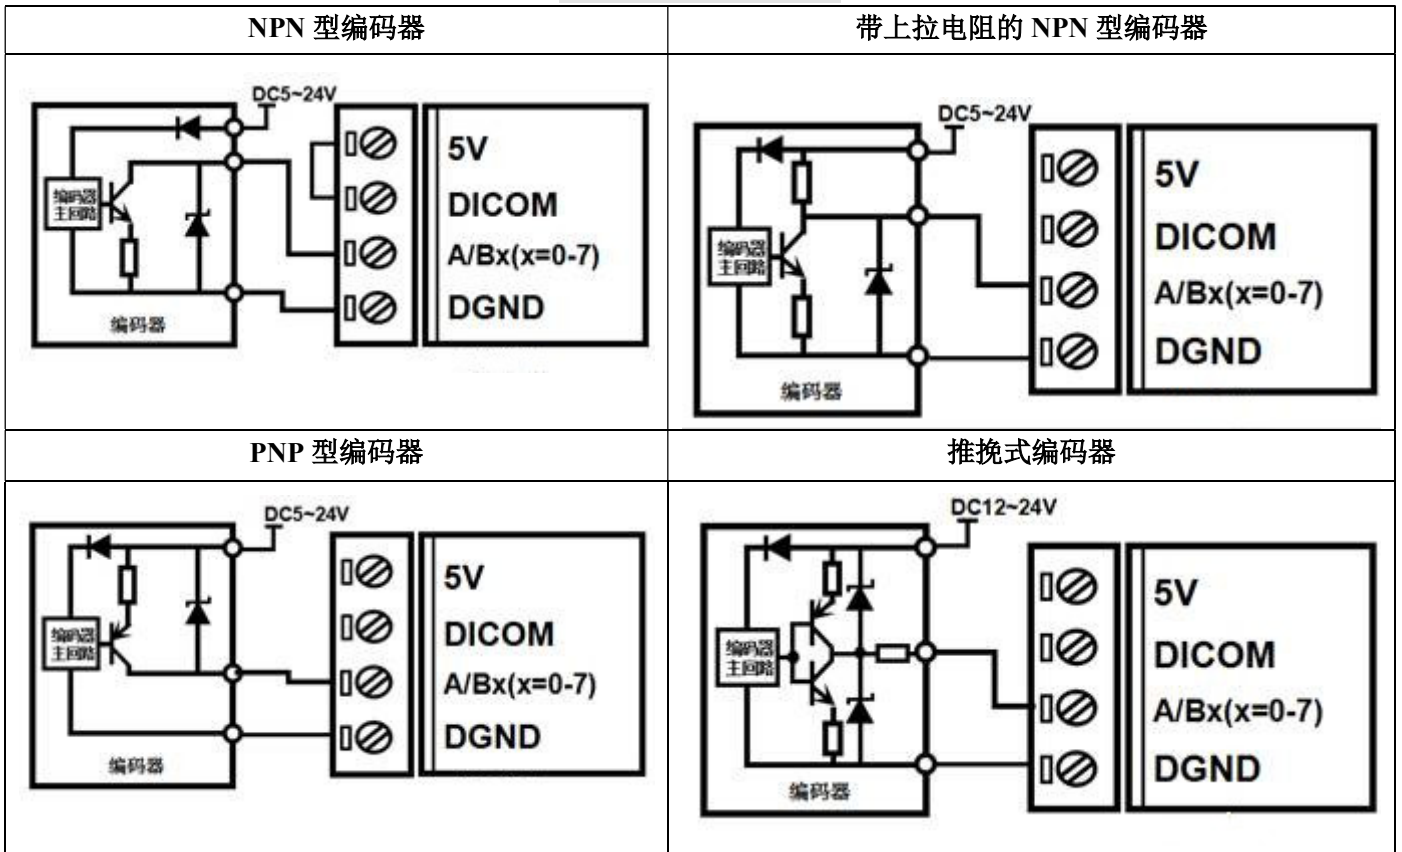 NPN 型编码器
带上拉电阻的 NPN 型编码器
DC5~24V
5V
DICOM
A/Bx(x=0-7)
DGND
编码器
主回路
编码器
DC5~24V
5V
DICOM
A/Bx(x=0-7)
DGND
编码器
主回路
编码器
PNP 型编码器
推挽式编码器
DC5~24V
5V
DICOM
A/Bx(x=0-7)
DGND
编码器
主回路
编码器
DC12~24V
5V
DICOM
A/Bx(x=0-7)
DGND
编码器
主回路
编码器